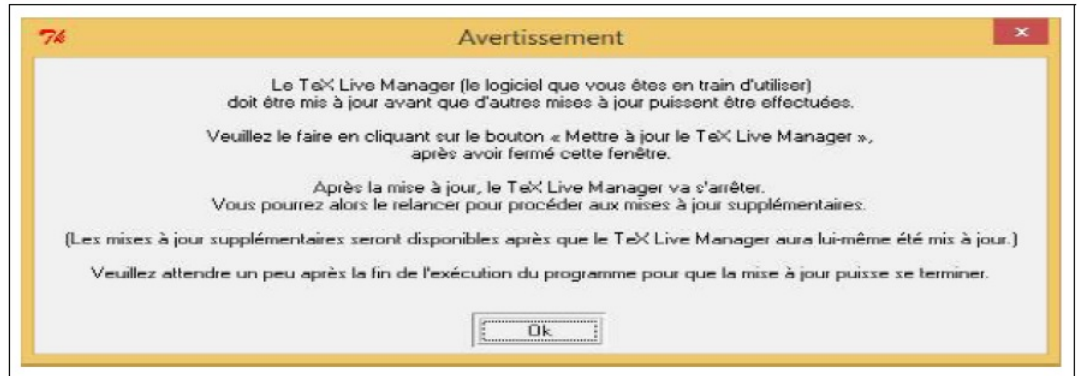 Avertissement
Le TeX Live Manager (le logiciel que vous êtes en train d'utiliser)
doit être mis à jour avant que d'autres mises à jour puissent être effectuées.
Veuillez le faire en cliquant sur le bouton « Mettre à jour le TeX Live Manager »,
après avoir fermé cette fenêtre.
Après la mise à jour, le TeX Live Manager va s'arrêter.
Vous pourrez alors le relancer pour procéder aux mises à jour supplémentaires.
(Les mises à jour supplémentaires seront disponibles après que le TeX Live Manager aura lui-même été mis à jour.)
Veuillez attendre un peu après la fin de l'exécution du programme pour que la mise à jour puisse se terminer.
Ok